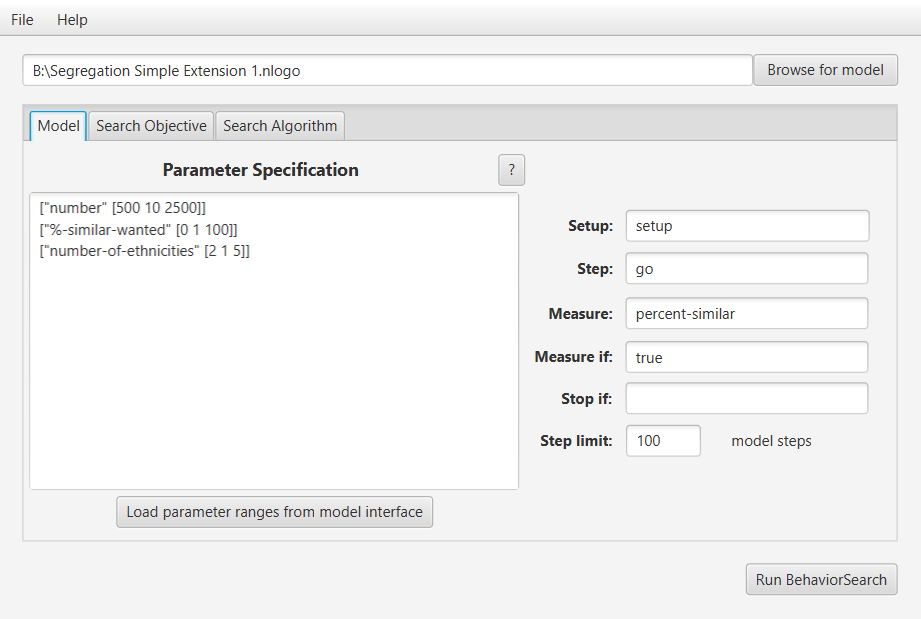 File Help
B:\Segregation Simple Extension 1.nlogo Browse for model
Model Search Objective Search Algorithm
Parameter Specification ?
["number" [500 10 2500]]
["%-similar-wanted" [0 1 100]]
["number-of-ethnicities" [2 1 5]]
Setup: setup
Step: go
Measure: percent-similar
Measure if: true
Stop if:
Step limit: 100 model steps
Load parameter ranges from model interface
Run BehaviorSearch